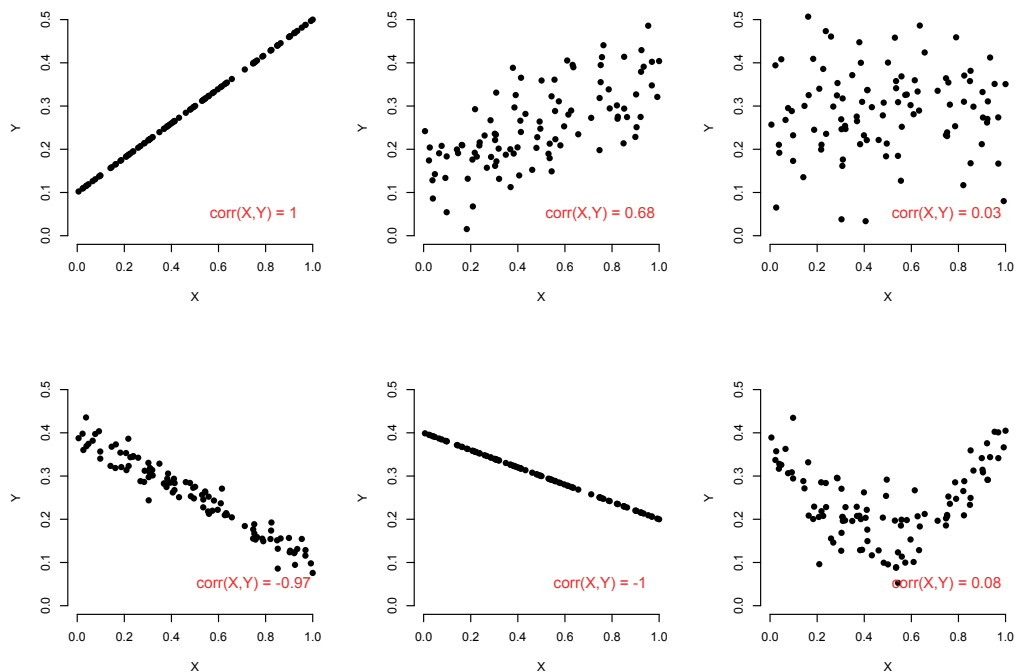 0.0 0.1 0.2 0.3 0.4 0.5
Y
corr(X,Y) = 1
0.0 0.2 0.4 0.6 0.8 1.0
X
0.0 0.1 0.2 0.3 0.4 0.5
Y
corr(X,Y) = 0.68
0.0 0.2 0.4 0.6 0.8 1.0
X
0.0 0.1 0.2 0.3 0.4 0.5
Y
corr(X,Y) = 0.03
0.0 0.2 0.4 0.6 0.8 1.0
X
0.0 0.1 0.2 0.3 0.4 0.5
Y
corr(X,Y) = -0.97
0.0 0.2 0.4 0.6 0.8 1.0
X
0.0 0.1 0.2 0.3 0.4 0.5
Y
corr(X,Y) = -1
0.0 0.2 0.4 0.6 0.8 1.0
X
0.0 0.1 0.2 0.3 0.4 0.5
Y
corr(X,Y) = 0.08
0.0 0.2 0.4 0.6 0.8 1.0
X